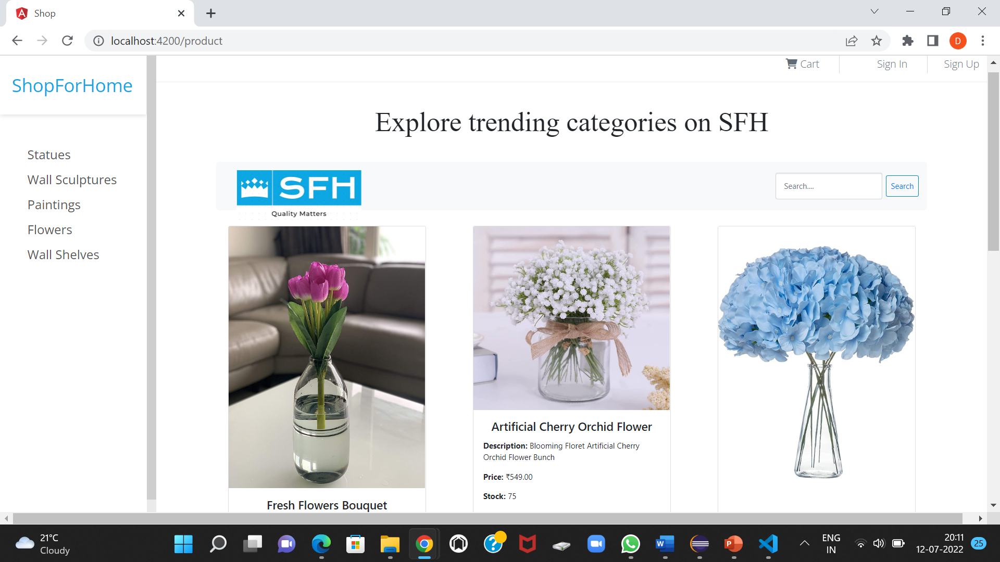 Shop
localhost:4200/product
D
Cart
Sign In
Sign Up
ShopForHome
Statues
Wall Sculptures
Paintings
Flowers
Wall Shelves
Explore trending categories on SFH
SFH
Quality Matters
Search....
Search
Fresh Flowers Bouquet
Artificial Cherry Orchid Flower
Description: Blooming Floret Artificial Cherry
Orchid Flower Bunch
Price: ₹549.00
Stock: 75
21°C
Cloudy
ENG
IN
20:11
12-07-2022
25